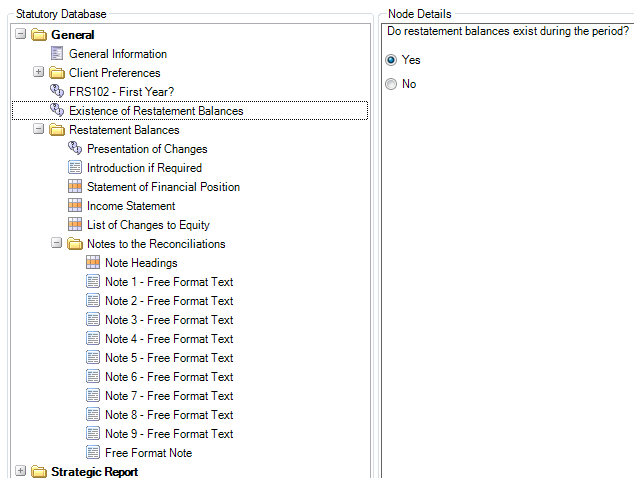 Statutory Database
General
General Information
Client Preferences
FRS102 - First Year?
Existence of Restatement Balances
Restatement Balances
Presentation of Changes
Introduction if Required
Statement of Financial Position
Income Statement
List of Changes to Equity
Notes to the Reconciliations
Note Headings
Note 1 - Free Format Text
Note 2 - Free Format Text
Note 3 - Free Format Text
Note 4 - Free Format Text
Note 5 - Free Format Text
Note 6 - Free Format Text
Note 7 - Free Format Text
Note 8 - Free Format Text
Note 9 - Free Format Text
Free Format Note
Strategic Report
Node Details
Do restatement balances exist during the period?
Yes
No